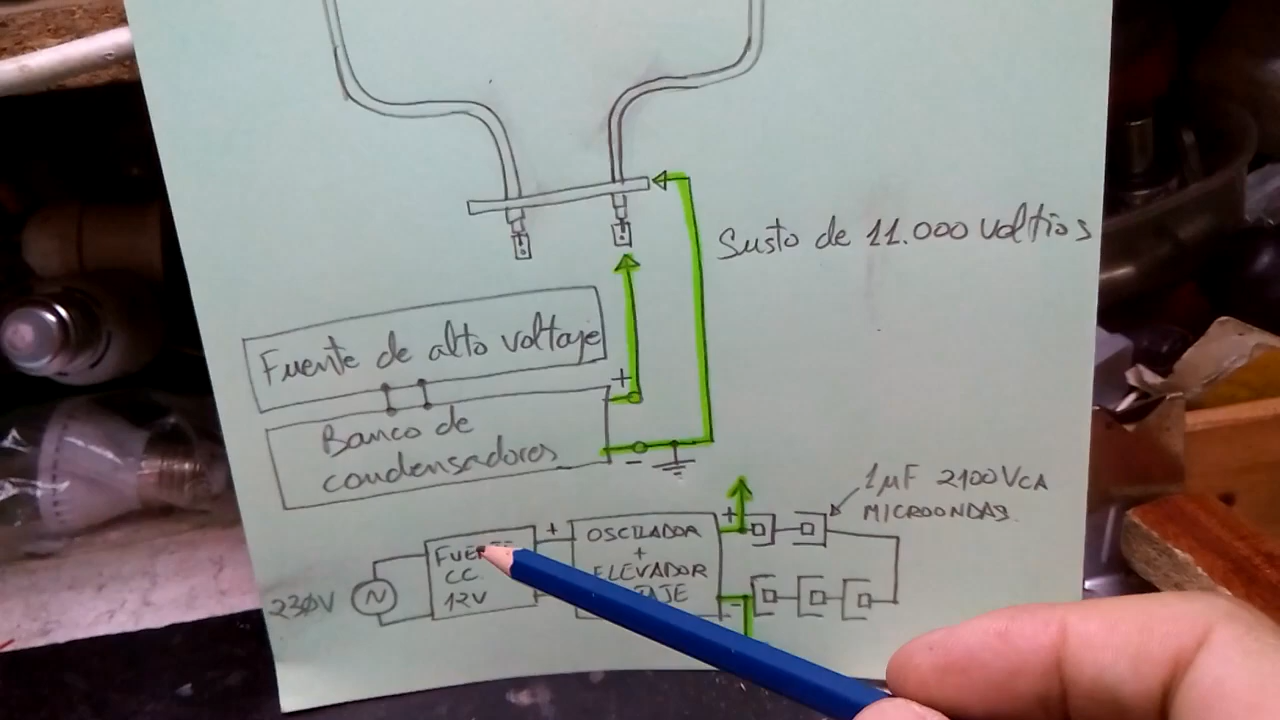 Susto de 11.000 voltios
Fuente de alto voltaje
+
Banco de
condensadores
-
1µF 2100VCA
MICROONDAS
230V
N
FUENTE
CC
12V
+
OSCILADOR
+
ELEVADOR
+
-